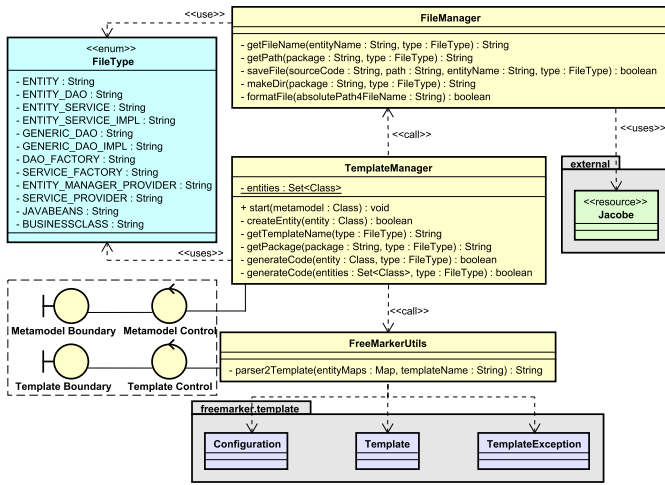 <<use>>
FileManager
- getFileName(entityName : String, type : FileType) : String
- getPath(package : String, type : FileType) : String
- saveFile(sourceCode : String, path : String, entityName : String, type : FileType) : boolean
- makeDir(package : String, type : FileType) : String
- formatFile(absolutePath4FileName : String) : boolean
<<enum>>
FileType
- ENTITY : String
- ENTITY_DAO : String
- ENTITY_SERVICE : String
- ENTITY_SERVICE_IMPL : String
- GENERIC_DAO : String
- GENERIC_DAO_IMPL : String
- DAO_FACTORY : String
- SERVICE_FACTORY : String
- ENTITY_MANAGER_PROVIDER : String
- SERVICE_PROVIDER : String
- JAVABEANS : String
- BUSINESSCLASS : String
<<call>>
<<uses>>
TemplateManager
- entities : Set<Class>
+ start(metamodel : Class) : void
- createEntity(entity : Class) : boolean
- getTemplateName(type : FileType) : String
- getPackage(package : String, type : FileType) : String
- generateCode(entity : Class, type : FileType) : boolean
- generateCode(entities : Set<Class>, type : FileType) : boolean
external
<<resource>>
Jacobe
<<uses>>
Metamodel Boundary
Metamodel Control
<<call>>
Template Boundary
Template Control
FreeMarkerUtils
- parser2Template(entityMaps : Map, templateName : String) : String
freemarker.template
Configuration
Template
TemplateException